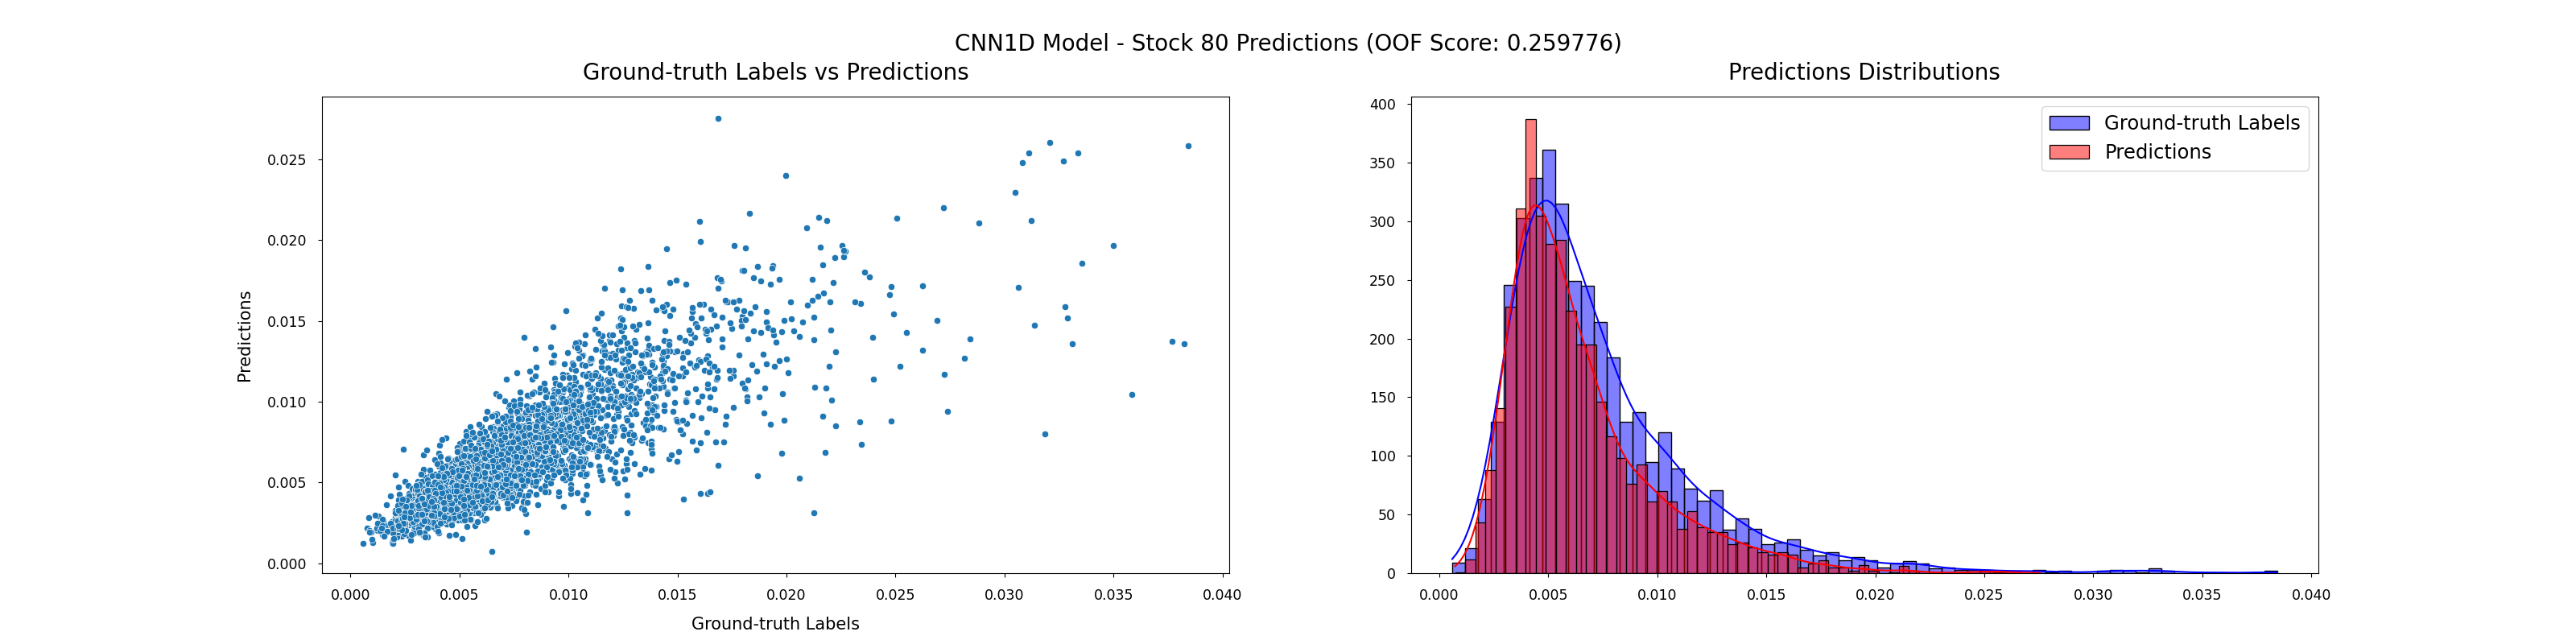 CNN1D Model - Stock 80 Predictions (OOF Score: 0.259776)
Ground-truth Labels vs Predictions
Predictions
0.025
0.020
0.015
0.010
0.005
0.000
0.000 0.005 0.010 0.015 0.020 0.025 0.030 0.035 0.040
Ground-truth Labels
Predictions Distributions
400
350
300
250
200
150
100
50
0
0.000 0.005 0.010 0.015 0.020 0.025 0.030 0.035 0.040
Ground-truth Labels
Predictions